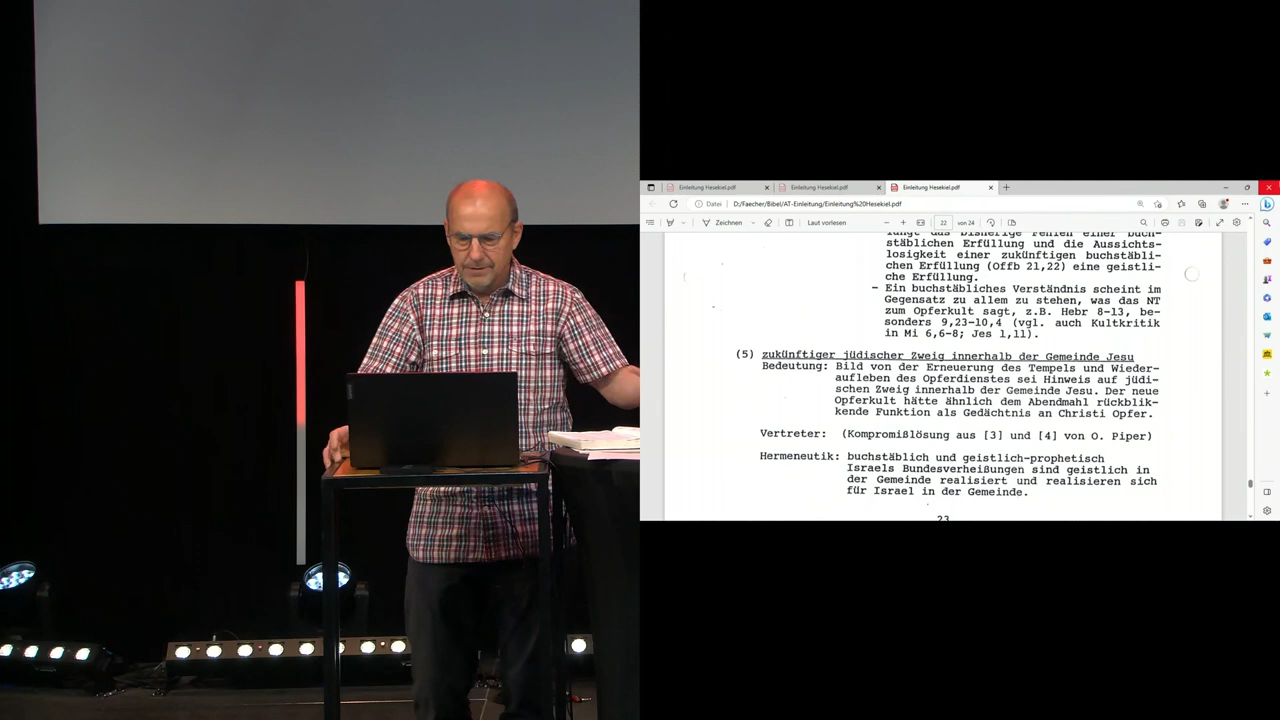 Einleitung Hesekiel.pdf
Einleitung Hesekiel.pdf
Einleitung Hesekiel.pdf
Datei
D:/Faecher/Bibel/AT-Einleitung/Einleitung%20Hesekiel.pdf
Zeichnen
Laut vorlesen
22
von 24
langt das bisherige Fehlen einer buch-
stäblichen Erfüllung und die Aussichts-
losigkeit einer zukünftigen buchstäbli-
chen Erfüllung (Offb 21,22) eine geistli-
che Erfüllung.
- Ein buchstäbliches Verständnis scheint im
Gegensatz zu allem zu stehen, was das NT
zum Opferkult sagt, z.B. Hebr 8-13, be-
sonders 9,23-10,4 (vgl. auch Kultkritik
in Mi 6,6-8; Jes 1,11).
(5) zukünftiger jüdischer Zweig innerhalb der Gemeinde Jesu
Bedeutung: Bild von der Erneuerung des Tempels und Wieder-
aufleben des Opferdienstes sei Hinweis auf jüdi-
schen Zweig innerhalb der Gemeinde Jesu. Der neue
Opferkult hätte ähnlich dem Abendmahl rückblik-
kende Funktion als Gedächtnis an Christi Opfer.
Vertreter: (Kompromißlösung aus [3] und [4] von O. Piper)
Hermeneutik: buchstäblich und geistlich-prophetisch
Israels Bundesverheißungen sind geistlich in
der Gemeinde realisiert und realisieren sich
für Israel in der Gemeinde.
23